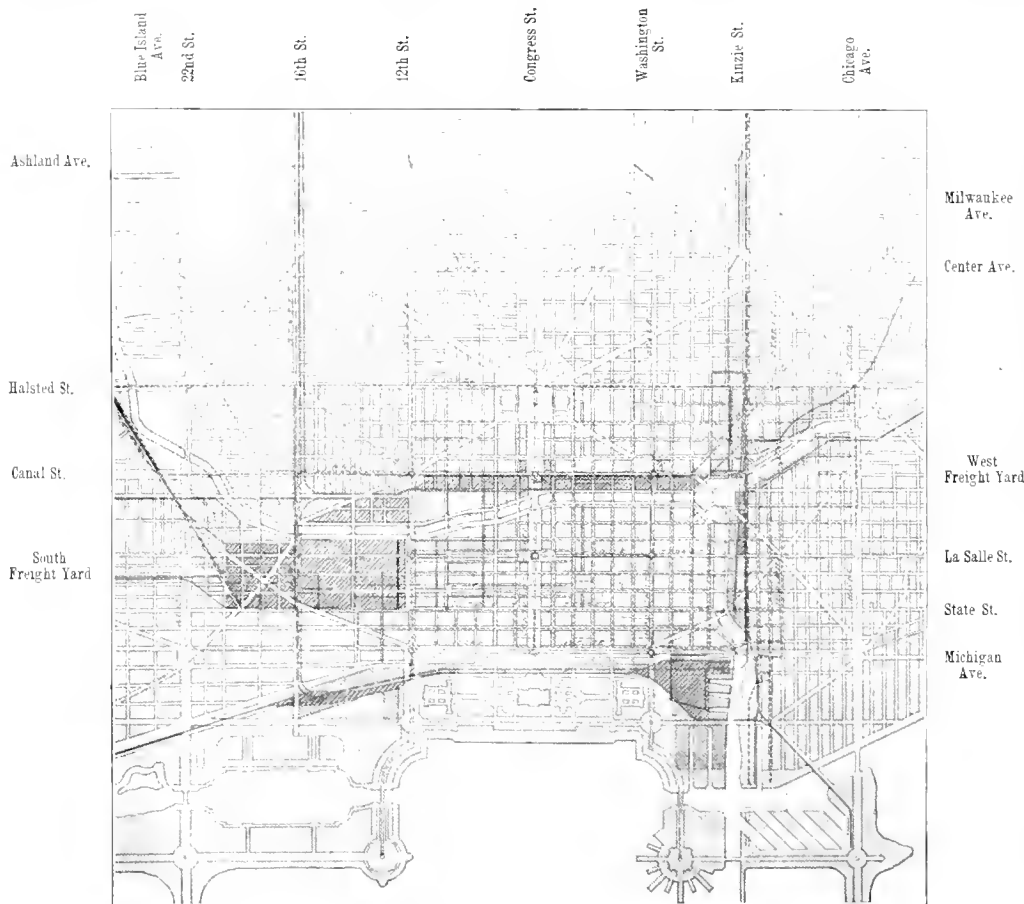 Blue Island
Ave.
22nd St.
16th St.
12th St.
Congress St.
Washington
St.
Kinzie St.
Chicago
Ave.
Ashland Ave.
Milwaukee
Ave.
Center Ave.
Halsted St.
Canal St.
West
Freight Yard
South
Freight Yard
La Salle St.
State St.
Michigan
Ave.